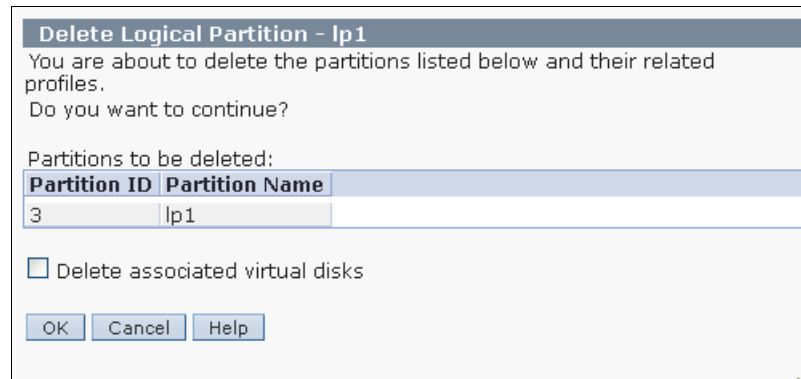 Delete Logical Partition - lp1
You are about to delete the partitions listed below and their related
profiles.
Do you want to continue?
Partitions to be deleted:
Partition ID Partition Name
3 lp1
Delete associated virtual disks
OK Cancel Help